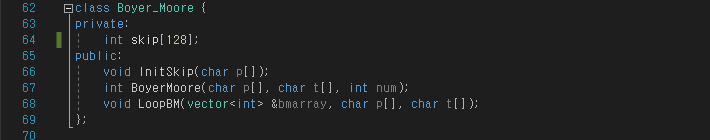 62 class Boyer_Moore {
63 private:
64 int skip[128];
65 public:
66 void InitSkip(char p[]);
67 int BoyerMoore(char p[], char t[], int num);
68 void LoopBM(vector<int> &bmarray, char p[], char t[]);
69 };
70